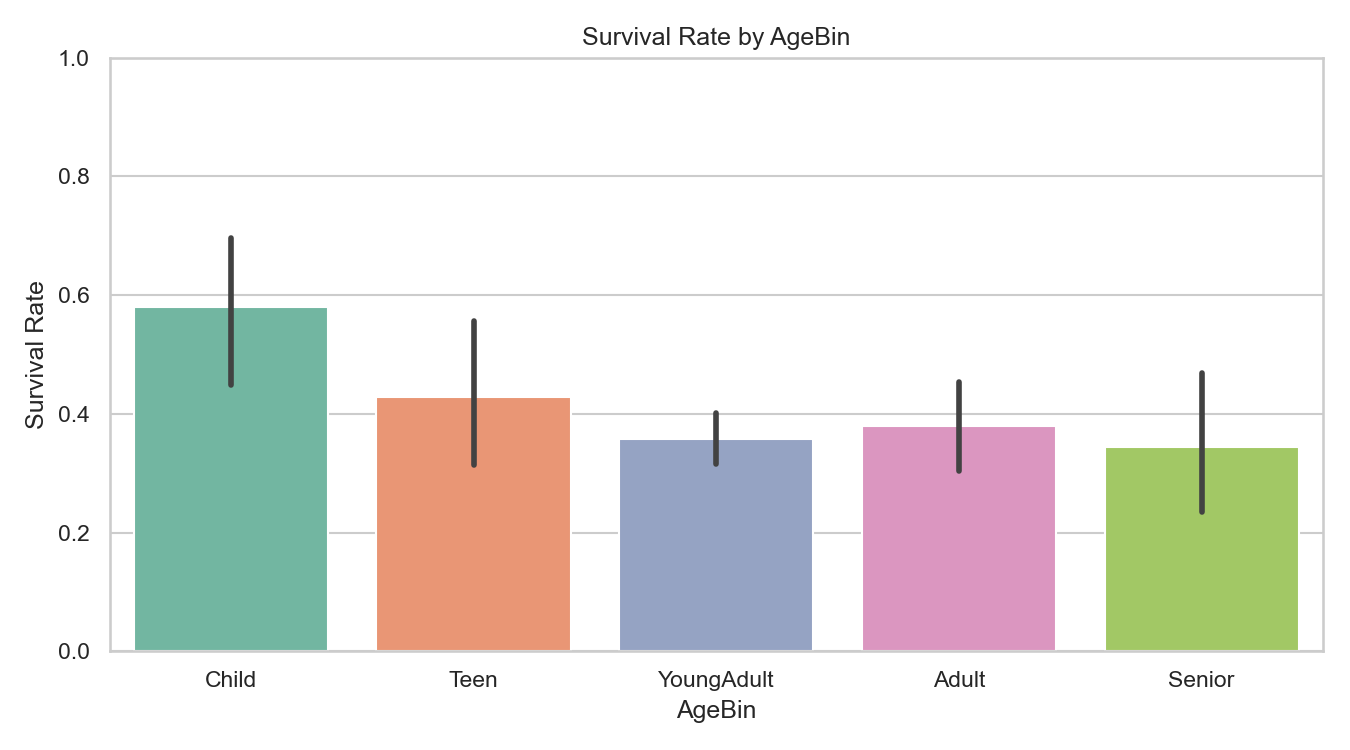 Survival Rate by AgeBin
1.0
0.8
0.6
0.4
0.2
0.0
Survival Rate
Child
Teen
YoungAdult
Adult
Senior
AgeBin